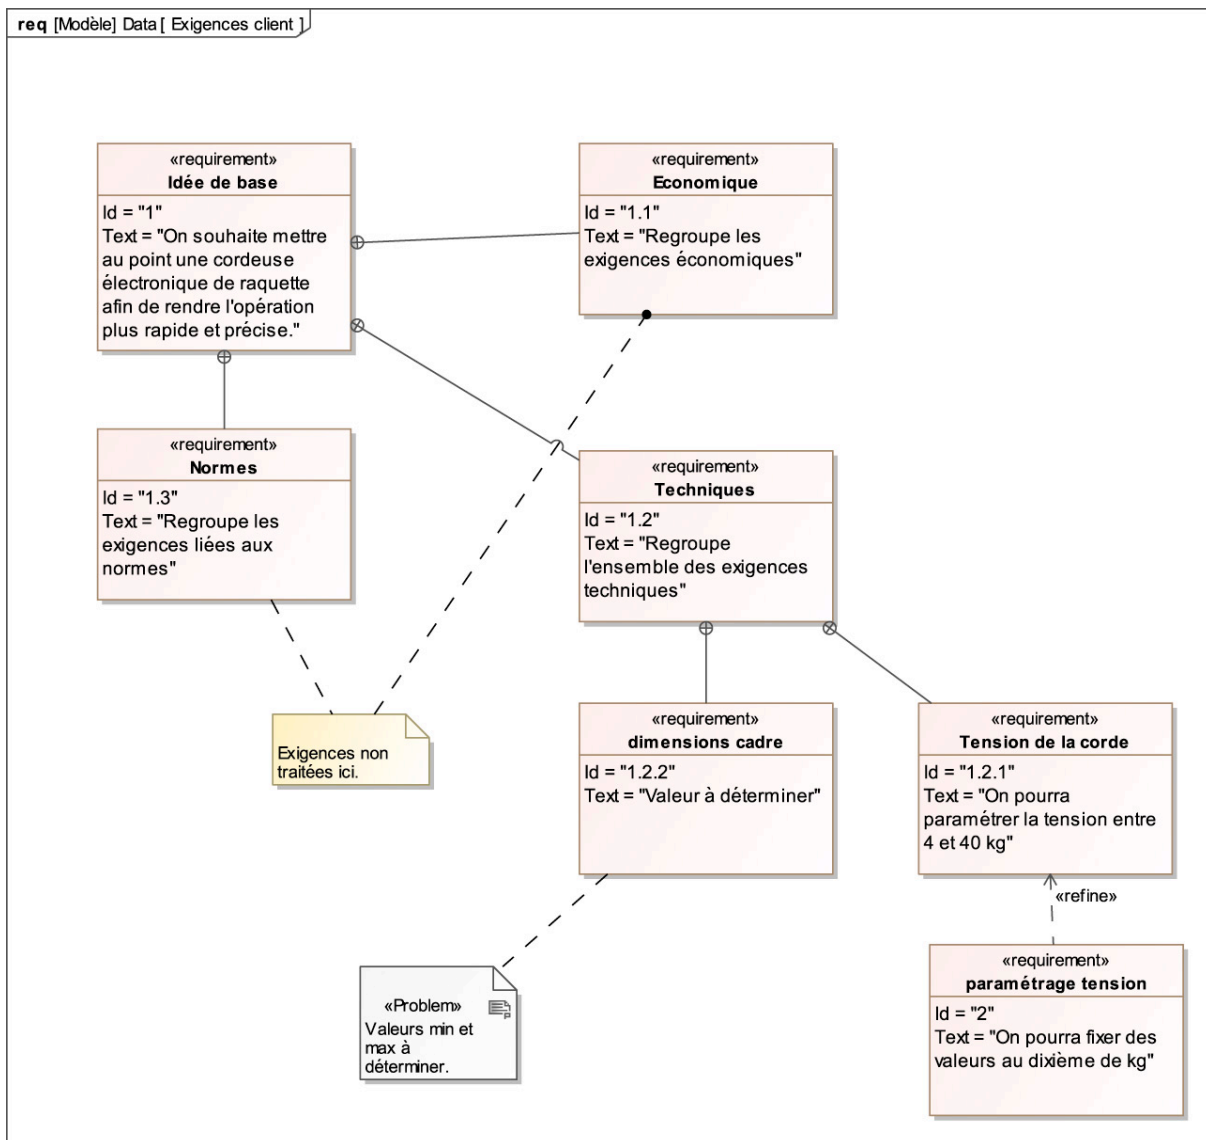 req [Modèle] Data [ Exigences client ]
«requirement»
Idée de base
Id = "1"
Text = "On souhaite mettre
au point une cordeuse
électronique de raquette
afin de rendre l'opération
plus rapide et précise."
«requirement»
Economique
Id = "1.1"
Text = "Regroupe les
exigences économiques"
«requirement»
Normes
Id = "1.3"
Text = "Regroupe les
exigences liées aux
normes"
«requirement»
Techniques
Id = "1.2"
Text = "Regroupe
l'ensemble des exigences
techniques"
Exigences non
traitées ici.
«requirement»
dimensions cadre
Id = "1.2.2"
Text = "Valeur à déterminer"
«requirement»
Tension de la corde
Id = "1.2.1"
Text = "On pourra
paramétrer la tension entre
4 et 40 kg"
«refine»
«Problem»
Valeurs min et
max à
déterminer.
«requirement»
paramétrage tension
Id = "2"
Text = "On pourra fixer des
valeurs au dixième de kg"